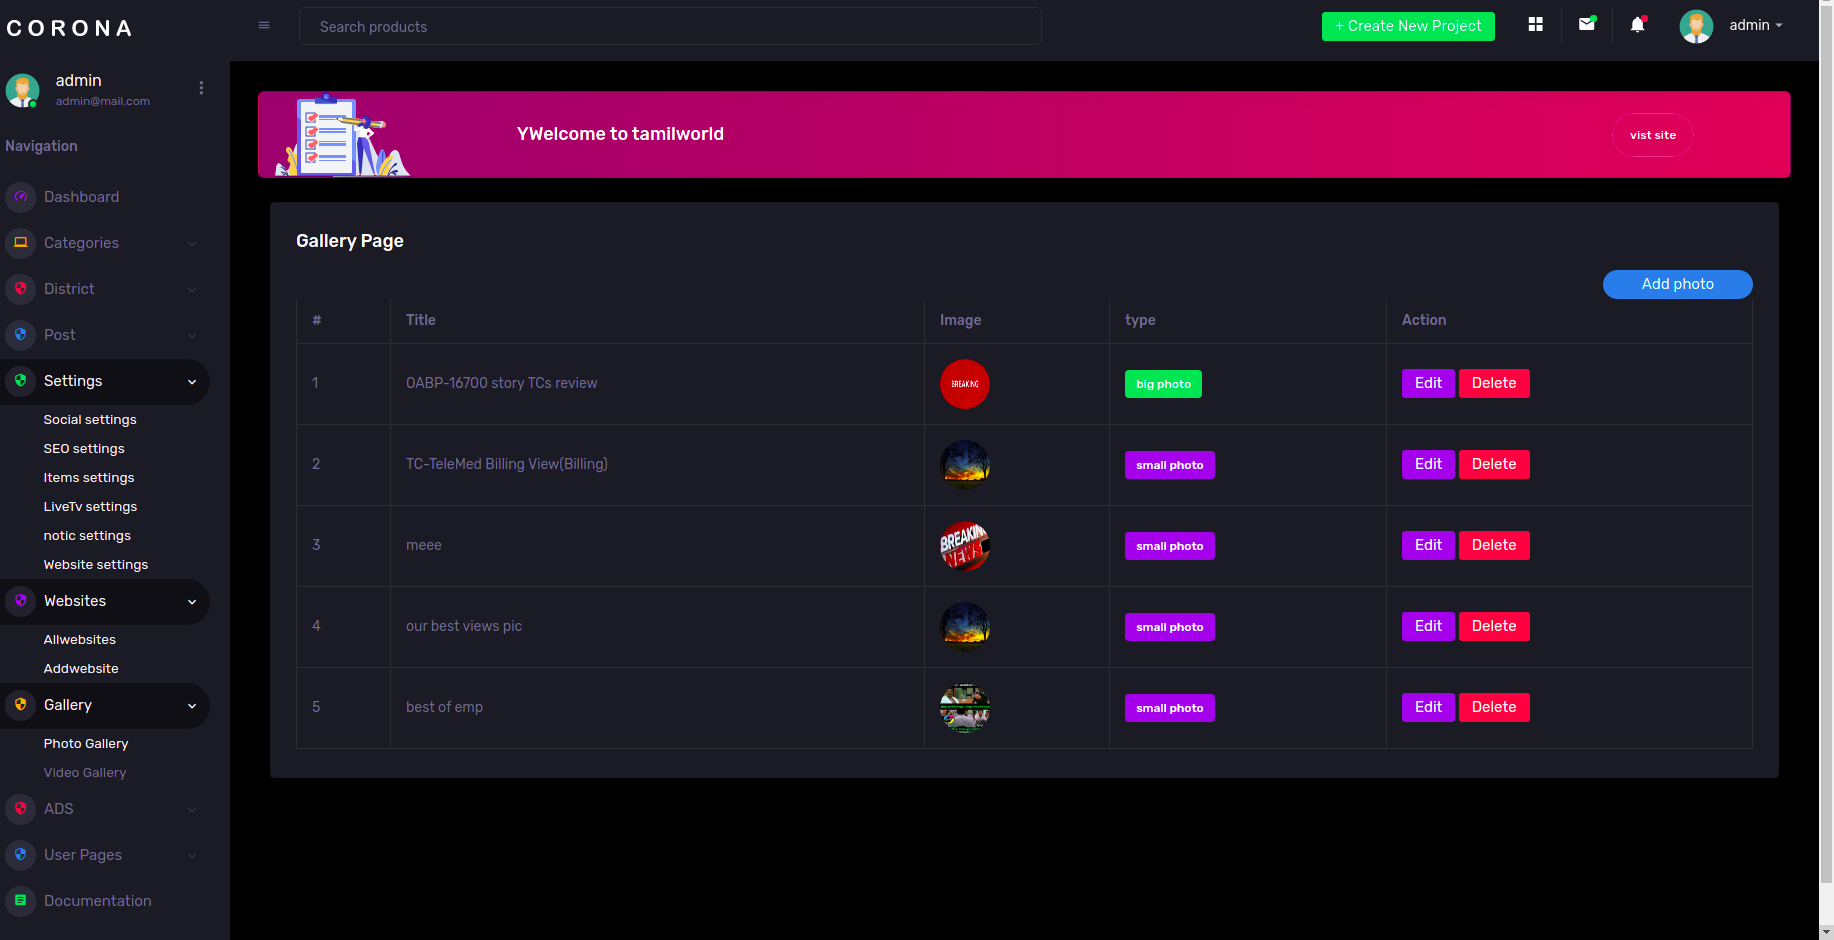 CORONA
Search products
+ Create New Project
admin
admin
admin@mail.com
Navigation
Dashboard
Categories
District
Post
Settings
Social settings
SEO settings
Items settings
LiveTv settings
notic settings
Website settings
Websites
Allwebsites
Addwebsite
Gallery
Photo Gallery
Video Gallery
ADS
User Pages
Documentation
YWelcome to tamilworld
vist site
Gallery Page
Add photo
# Title Image type Action
1 OABP-16700 story TCs review BREAKING big photo Edit Delete
2 TC-TeleMed Billing View(Billing) small photo Edit Delete
3 meee BREAKING NEWS small photo Edit Delete
4 our best views pic small photo Edit Delete
5 best of emp small photo Edit Delete